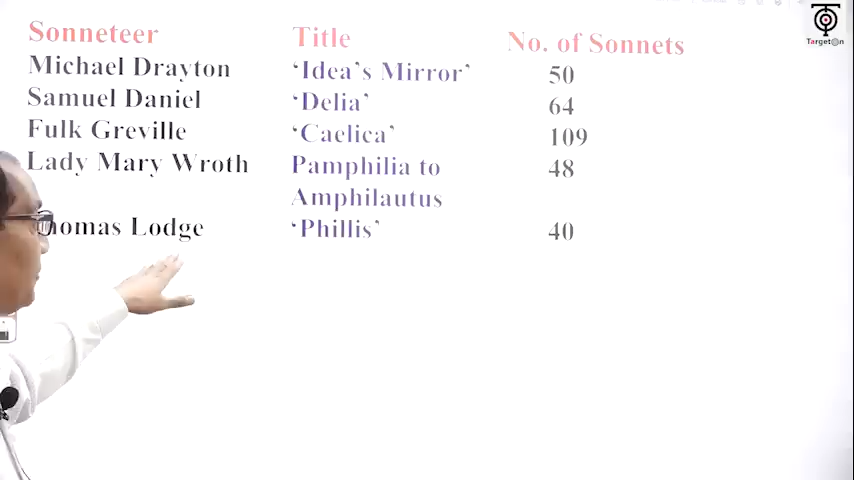 Sonneteer Title No. of Sonnets
Michael Drayton ‘Idea’s Mirror’ 50
Samuel Daniel ‘Delia’ 64
Fulk Greville ‘Caelica’ 109
Lady Mary Wroth Pamphilia to 48
Amphilautus
homas Lodge ‘Phillis’ 40
TargetOn